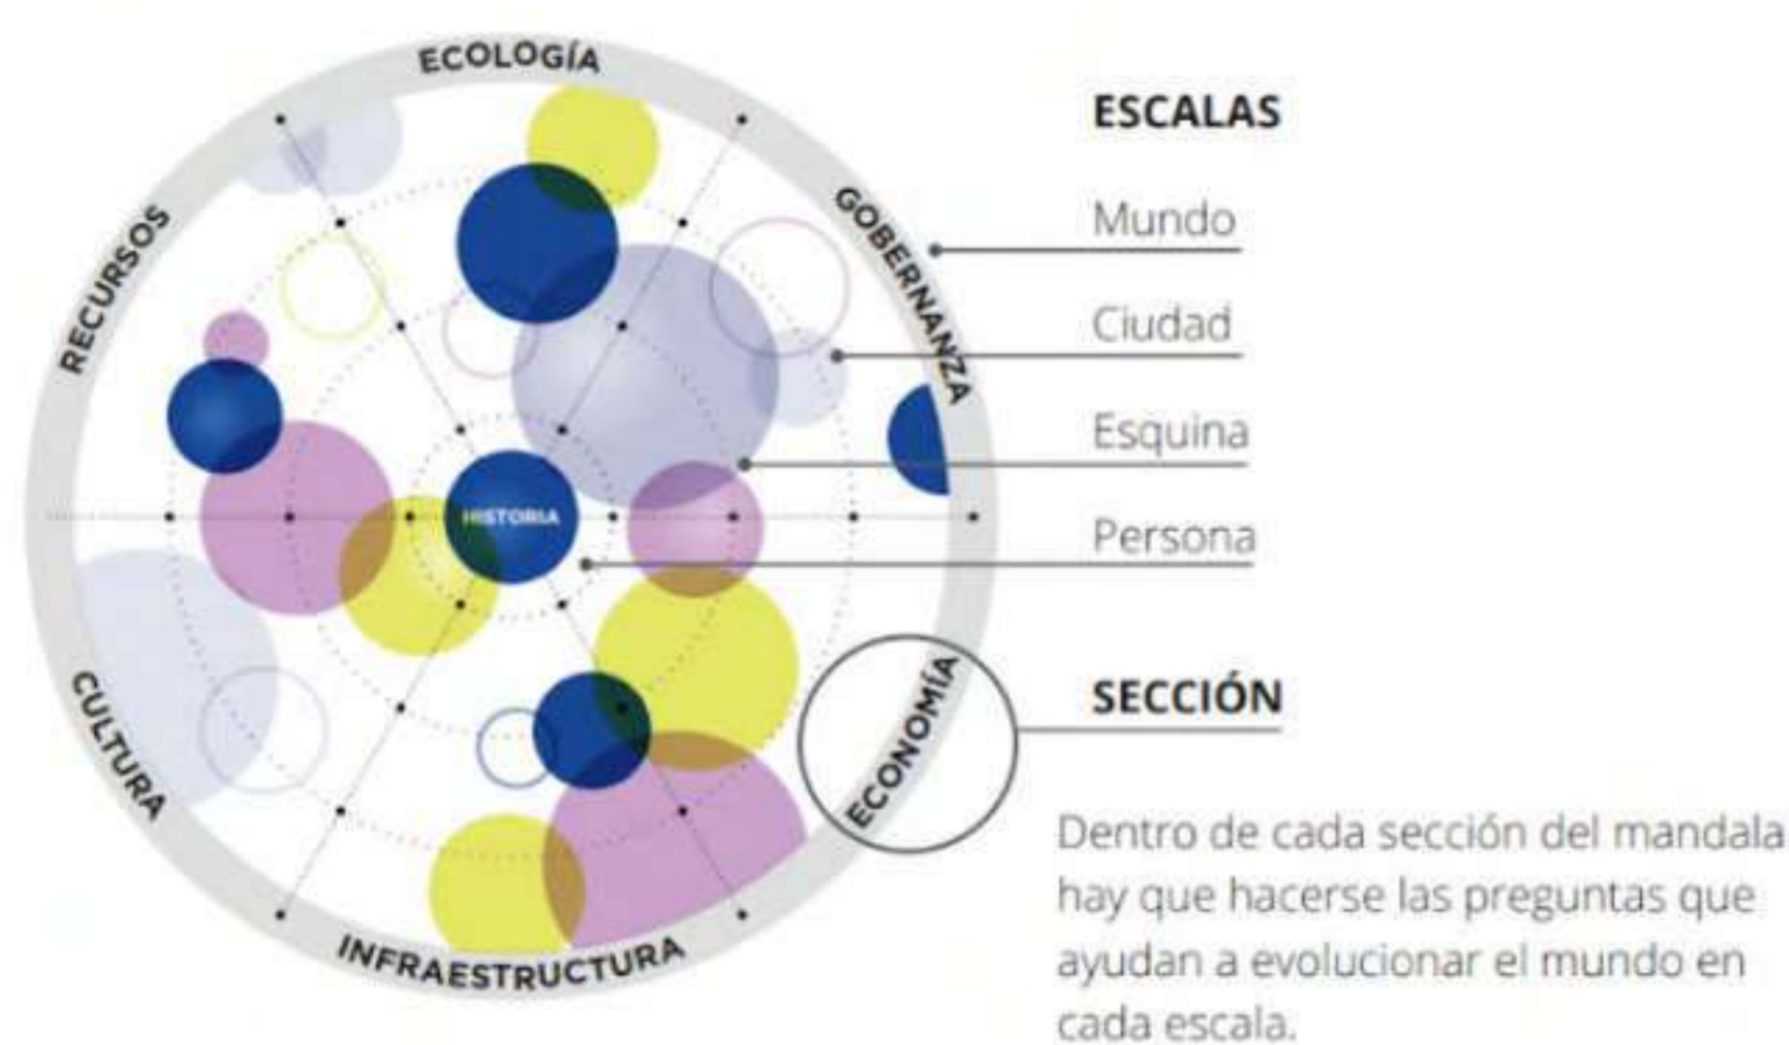 ECOLOGÍA
GOBERNANZA
RECURSOS
HISTORIA
CULTURA
INFRAESTRUCTURA
ECONOMÍA
ESCALAS
Mundo
Ciudad
Esquina
Persona
SECCIÓN
Dentro de cada sección del mandala
hay que hacerse las preguntas que
ayudan a evolucionar el mundo en
cada escala.